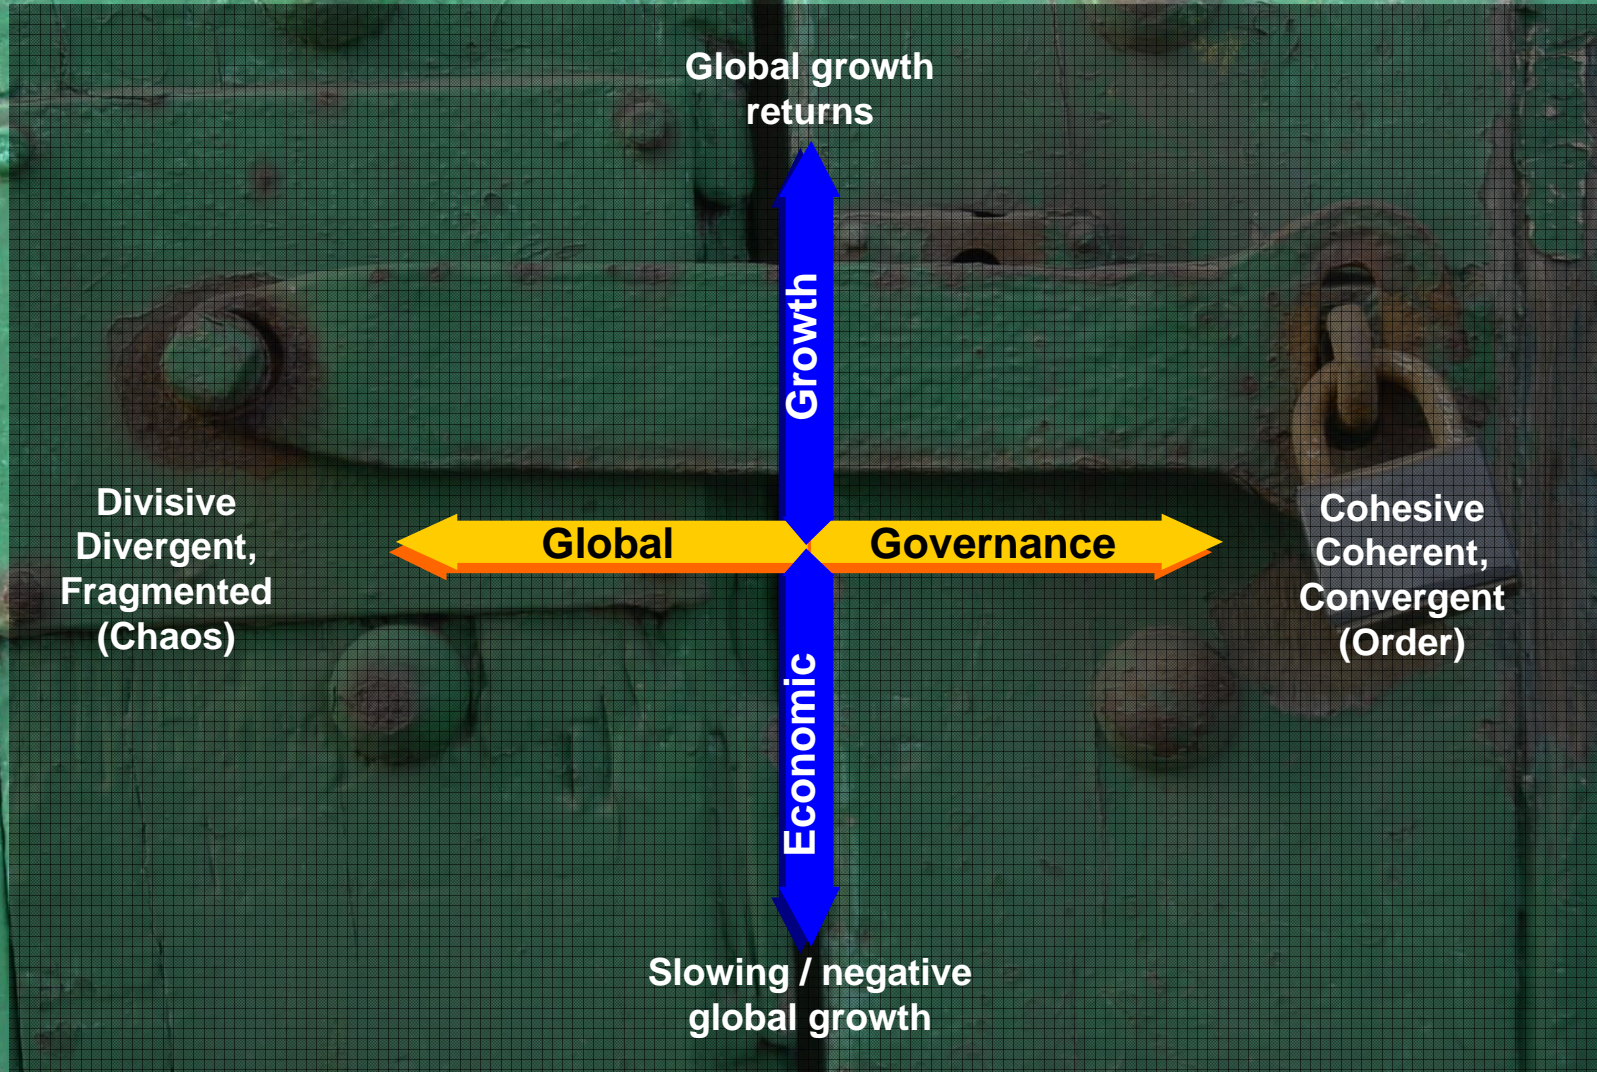 Global growth
returns
Growth
Divisive
Divergent,
Fragmented
(Chaos)
Global
Governance
Cohesive
Coherent,
Convergent
(Order)
Economic
Slowing / negative
global growth